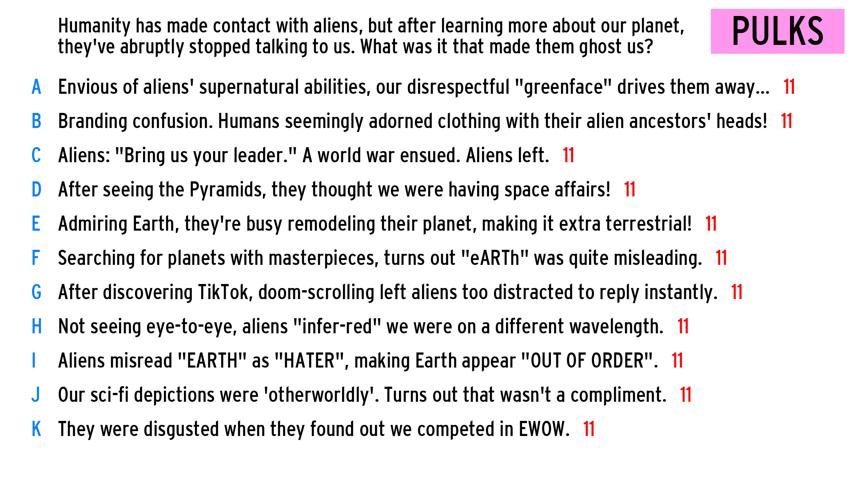 Humanity has made contact with aliens, but after learning more about our planet,
they've abruptly stopped talking to us. What was it that made them ghost us?
PULKS
A Envious of aliens' supernatural abilities, our disrespectful "greenface" drives them away... 11
B Branding confusion. Humans seemingly adorned clothing with their alien ancestors' heads! 11
C Aliens: "Bring us your leader." A world war ensued. Aliens left. 11
D After seeing the Pyramids, they thought we were having space affairs! 11
E Admiring Earth, they're busy remodeling their planet, making it extra terrestrial! 11
F Searching for planets with masterpieces, turns out "eARTh" was quite misleading. 11
G After discovering TikTok, doom-scrolling left aliens too distracted to reply instantly. 11
H Not seeing eye-to-eye, aliens "infer-red" we were on a different wavelength. 11
I Aliens misread "EARTH" as "HATER", making Earth appear "OUT OF ORDER". 11
J Our sci-fi depictions were 'otherworldly'. Turns out that wasn't a compliment. 11
K They were disgusted when they found out we competed in EWOW. 11